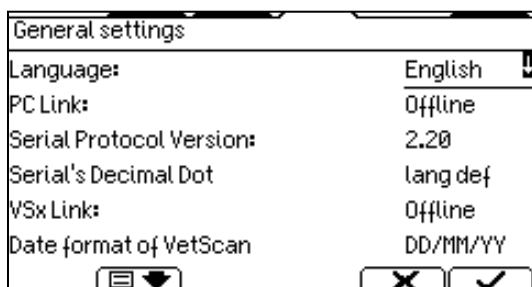 General settings
Language: English
PC Link: Offline
Serial Protocol Version: 2.20
Serial's Decimal Dot lang def
VSx Link: Offline
Date format of VetScan DD/MM/YY